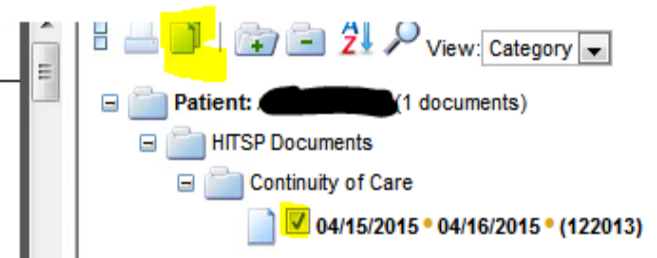 A Z View: Category
Patient: (1 documents)
HITSP Documents
Continuity of Care
04/15/2015 • 04/16/2015 • (122013)